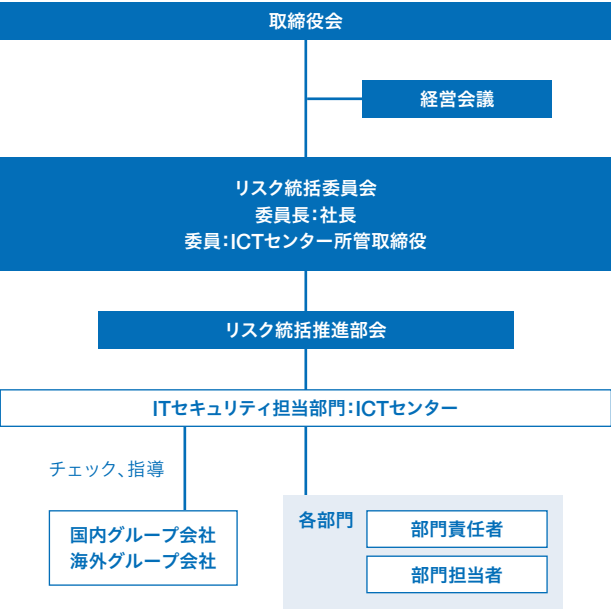 取締役会
経営会議
リスク統括委員会
委員長:社長
委員:ICTセンター所管取締役
リスク統括推進部会
ITセキュリティ担当部門:ICTセンター
チェック、指導
国内グループ会社
海外グループ会社
各部門
部門責任者
部門担当者